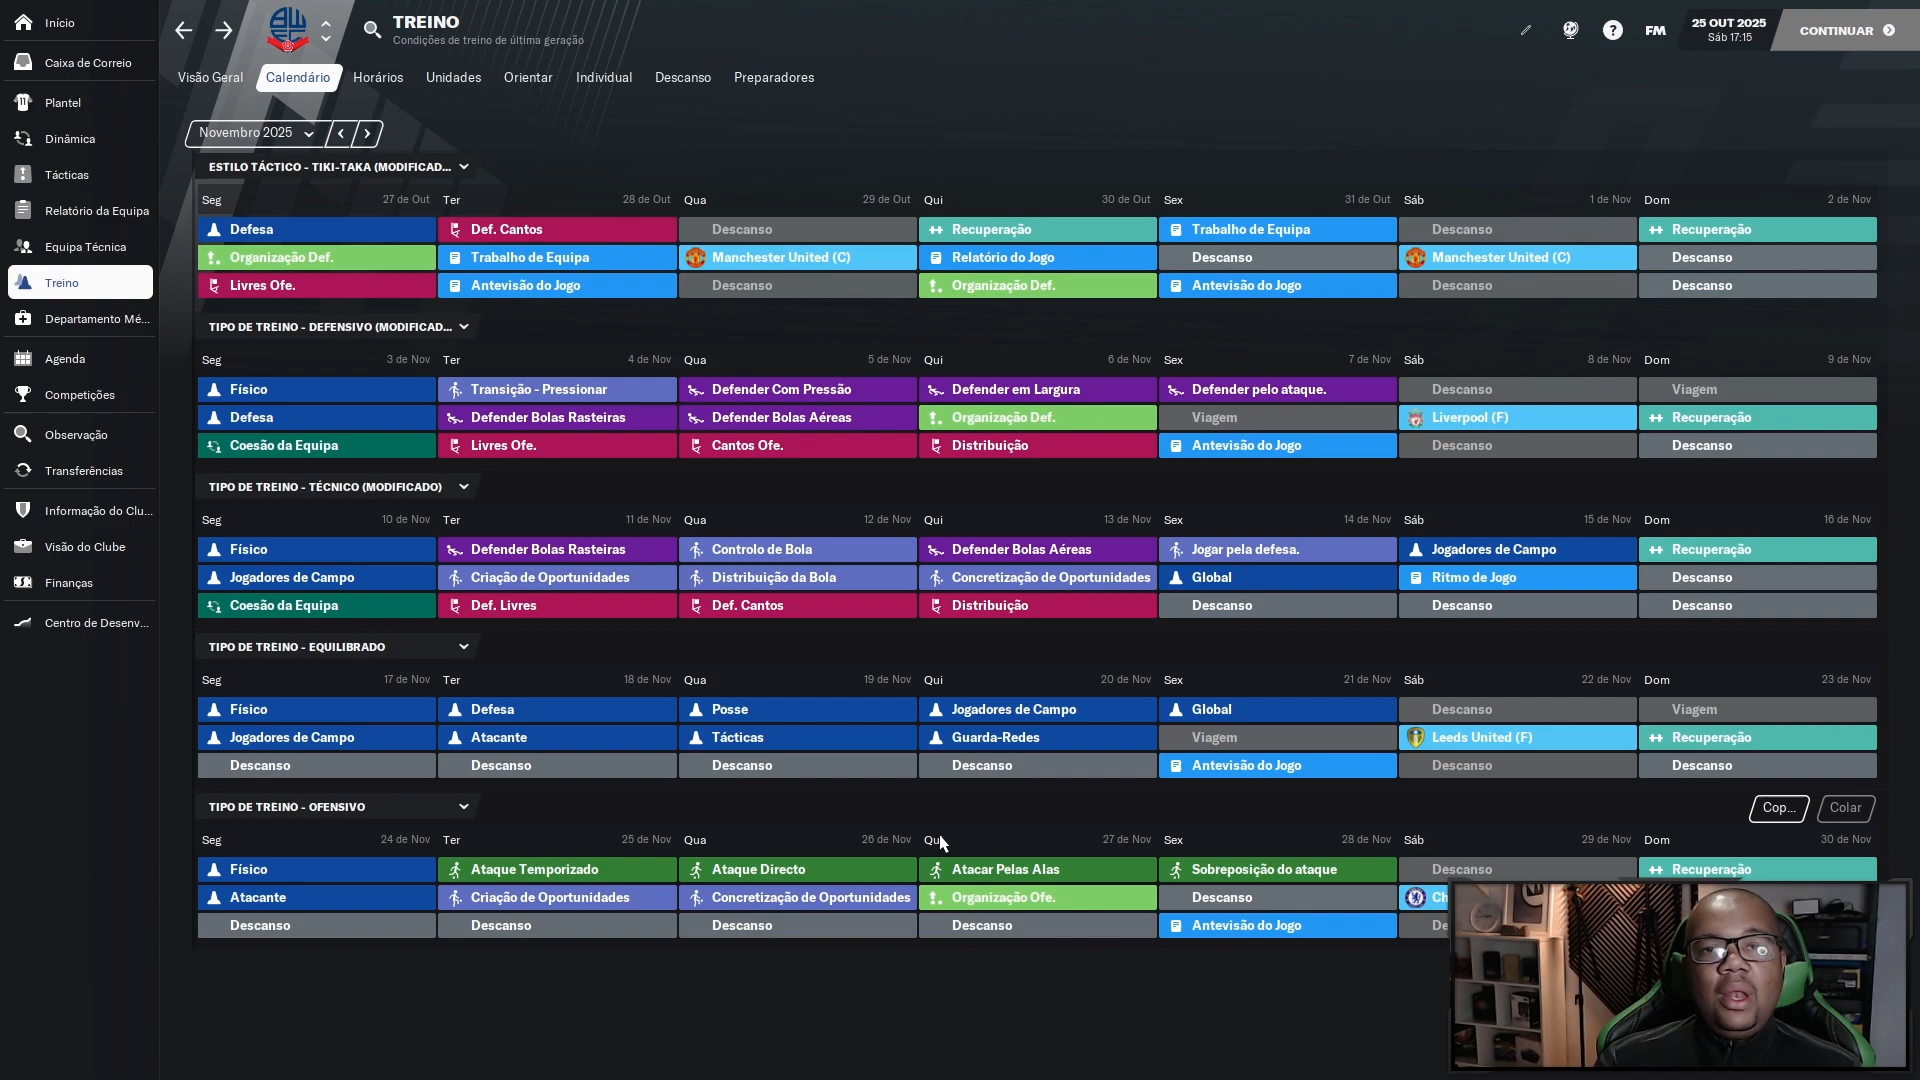 Início
Caixa de Correio
Plantel
Dinâmica
Tácticas
Relatório da Equipa
Equipa Técnica
Treino
Departamento Mé...
Agenda
Competições
Observação
Transferências
Informação do Clu...
Visão do Clube
Finanças
Centro de Desenv...
TREINO
Condições de treino de última geração
FM
25 OUT 2025
Sáb 17:15
CONTINUAR
Visão Geral Calendário Horários Unidades Orientar Individual Descanso Preparadores
Novembro 2025
ESTILO TÁCTICO - TIKI-TAKA (MODIFICAD...
Seg 27 de Out Ter 28 de Out Qua 29 de Out Qui 30 de Out Sex 31 de Out Sáb 1 de Nov Dom 2 de Nov
Defesa Def. Cantos Descanso Recuperação Trabalho de Equipa Descanso Recuperação
Organização Def. Trabalho de Equipa Manchester United (C) Relatório do Jogo Descanso Manchester United (C) Descanso
Livres Ofe. Antevisão do Jogo Descanso Organização Def. Antevisão do Jogo Descanso Descanso
TIPO DE TREINO - DEFENSIVO (MODIFICAD...
Seg 3 de Nov Ter 4 de Nov Qua 5 de Nov Qui 6 de Nov Sex 7 de Nov Sáb 8 de Nov Dom 9 de Nov
Físico Transição - Pressionar Defender Com Pressão Defender em Largura Defender pelo ataque. Descanso Viagem
Defesa Defender Bolas Rasteiras Defender Bolas Aéreas Organização Def. Viagem Liverpool (F) Recuperação
Coesão da Equipa Livres Ofe. Cantos Ofe. Distribuição Antevisão do Jogo Descanso Descanso
TIPO DE TREINO - TÉCNICO (MODIFICADO)
Seg 10 de Nov Ter 11 de Nov Qua 12 de Nov Qui 13 de Nov Sex 14 de Nov Sáb 15 de Nov Dom 16 de Nov
Físico Defender Bolas Rasteiras Controlo de Bola Defender Bolas Aéreas Jogar pela defesa. Jogadores de Campo Recuperação
Jogadores de Campo Criação de Oportunidades Distribuição da Bola Concretização de Oportunidades Global Ritmo de Jogo Descanso
Coesão da Equipa Def. Livres Def. Cantos Distribuição Descanso Descanso Descanso
TIPO DE TREINO - EQUILIBRADO
Seg 17 de Nov Ter 18 de Nov Qua 19 de Nov Qui 20 de Nov Sex 21 de Nov Sáb 22 de Nov Dom 23 de Nov
Físico Defesa Posse Jogadores de Campo Global Descanso Viagem
Jogadores de Campo Atacante Tácticas Guarda-Redes Viagem Leeds United (F) Recuperação
Descanso Descanso Descanso Descanso Antevisão do Jogo Descanso Descanso
TIPO DE TREINO - OFENSIVO Cop... Colar
Seg 24 de Nov Ter 25 de Nov Qua 26 de Nov Qui 27 de Nov Sex 28 de Nov Sáb 29 de Nov Dom 30 de Nov
Físico Ataque Temporizado Ataque Directo Atacar Pelas Alas Sobreposição do ataque Descanso Recuperação
Atacante Criação de Oportunidades Concretização de Oportunidades Organização Ofe. Descanso Ch
Descanso Descanso Descanso Descanso Antevisão do Jogo De